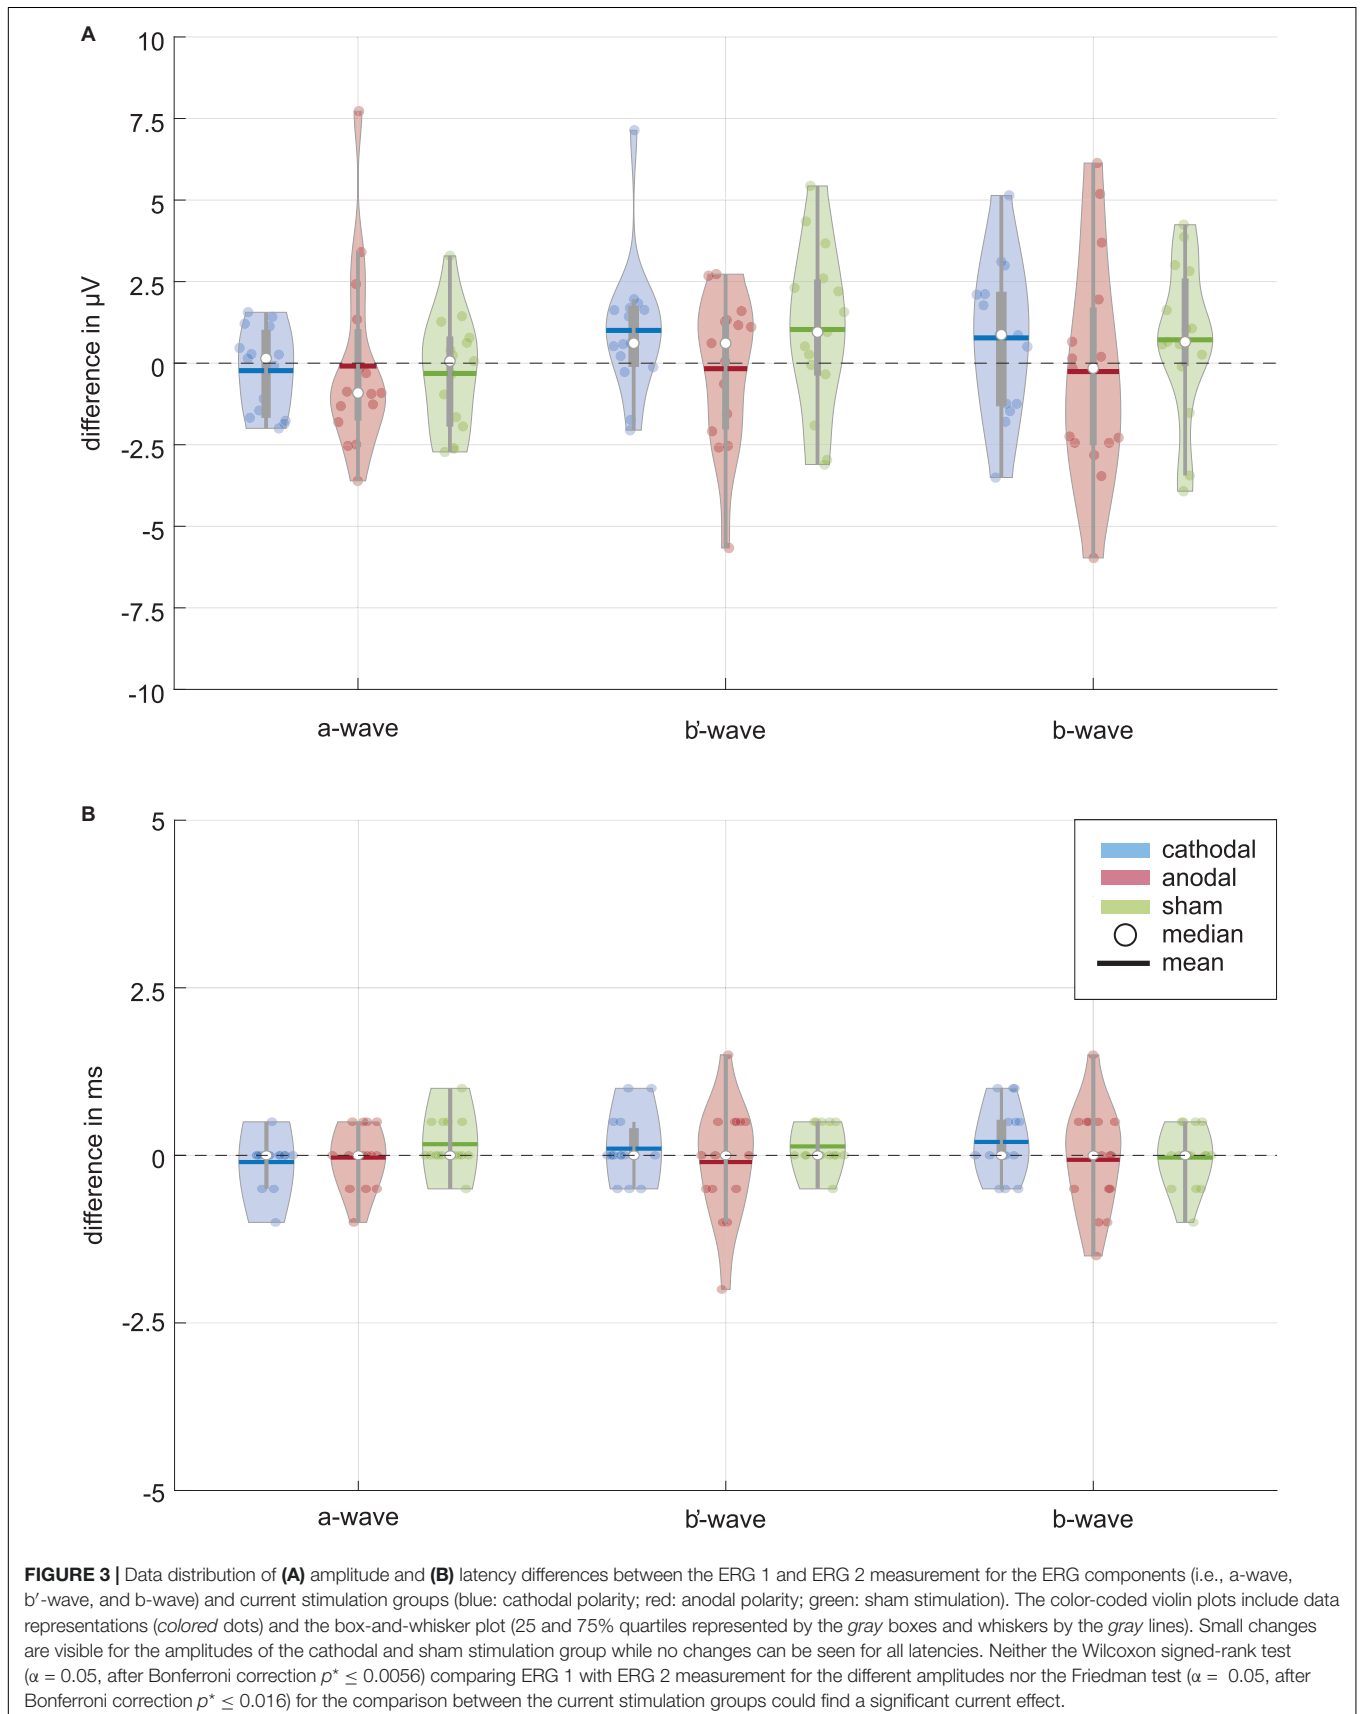 A
10
7.5
5
2.5
0
-2.5
-5
-7.5
-10
difference in µV
a-wave
b'-wave
b-wave
B
5
2.5
0
-2.5
-5
difference in ms
cathodal
anodal
sham
median
mean
a-wave
b'-wave
b-wave
FIGURE 3 | Data distribution of (A) amplitude and (B) latency differences between the ERG 1 and ERG 2 measurement for the ERG components (i.e., a-wave,
b′-wave, and b-wave) and current stimulation groups (blue: cathodal polarity; red: anodal polarity; green: sham stimulation). The color-coded violin plots include data
representations (colored dots) and the box-and-whisker plot (25 and 75% quartiles represented by the gray boxes and whiskers by the gray lines). Small changes
are visible for the amplitudes of the cathodal and sham stimulation group while no changes can be seen for all latencies. Neither the Wilcoxon signed-rank test
(α = 0.05, after Bonferroni correction p* ≤ 0.0056) comparing ERG 1 with ERG 2 measurement for the different amplitudes nor the Friedman test (α = 0.05, after
Bonferroni correction p* ≤ 0.016) for the comparison between the current stimulation groups could find a significant current effect.